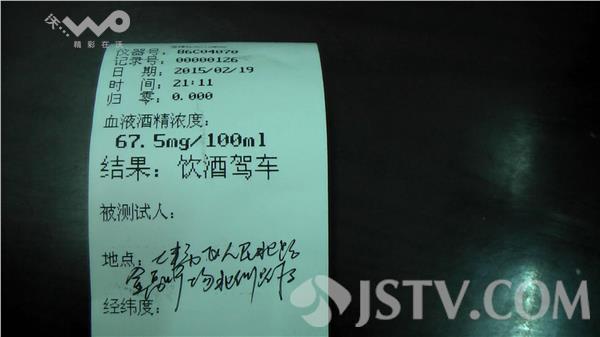 沃...
WO
精彩在沃
仪器号: B6C04070
记录号: 00000126
日 期: 2015/02/19
时 间: 21:11
归 零: 0.000
血液酒精浓度:
67.5mg/100ml
结果: 饮酒驾车
被测试人:
地点:
经纬度:
JSTV.COM